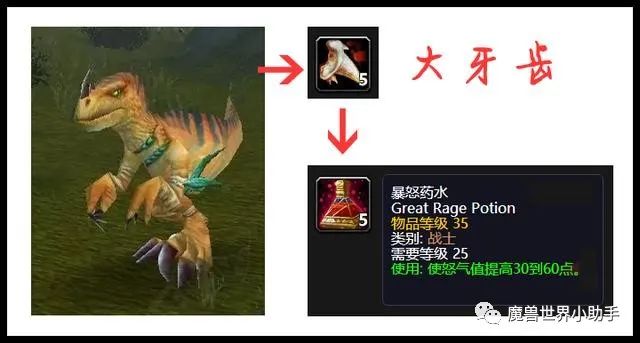 5
大牙齿
5
暴怒药水
Great Rage Potion
物品等级 35
类别: 战士
需要等级 25
使用: 使怒气值提高30到60点。
魔兽世界小助手